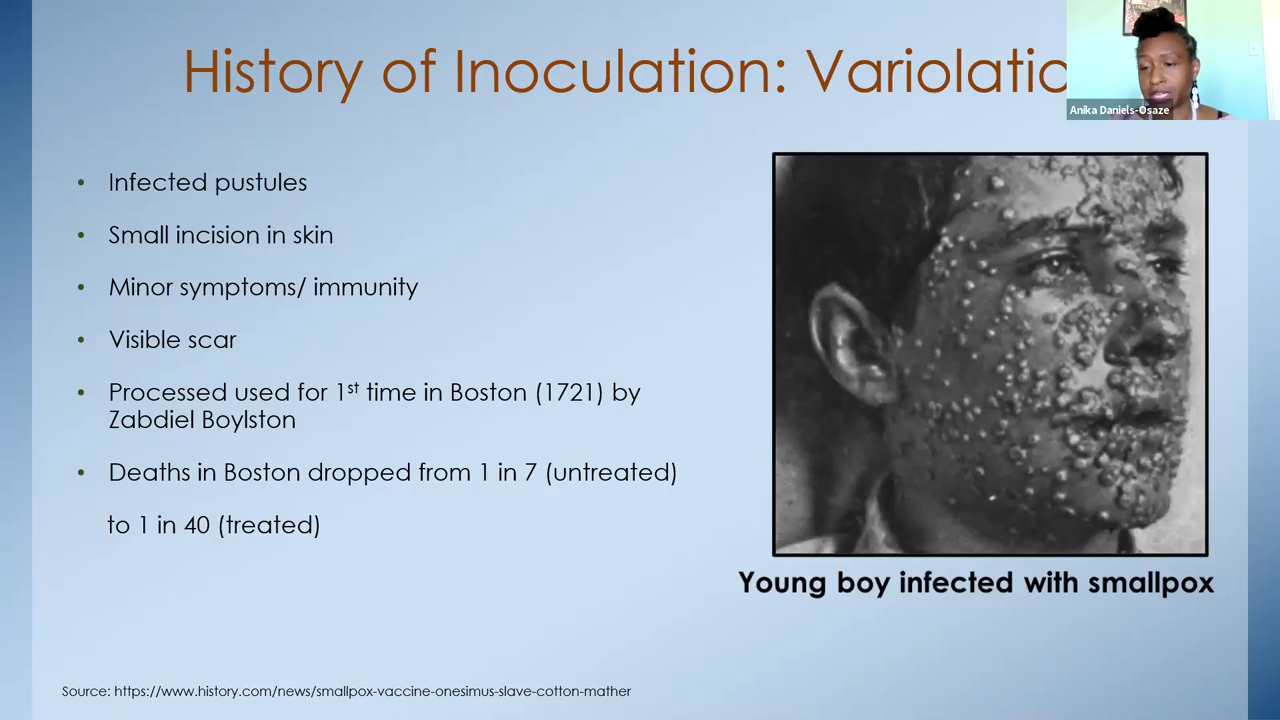 History of Inoculation: Variolatio
Anika Daniels-Osaze
• Infected pustules
• Small incision in skin
• Minor symptoms/ immunity
• Visible scar
• Processed used for 1st time in Boston (1721) by
Zabdiel Boylston
• Deaths in Boston dropped from 1 in 7 (untreated)
to 1 in 40 (treated)
Young boy infected with smallpox
Source: https://www.history.com/news/smallpox-vaccine-onesimus-slave-cotton-mather